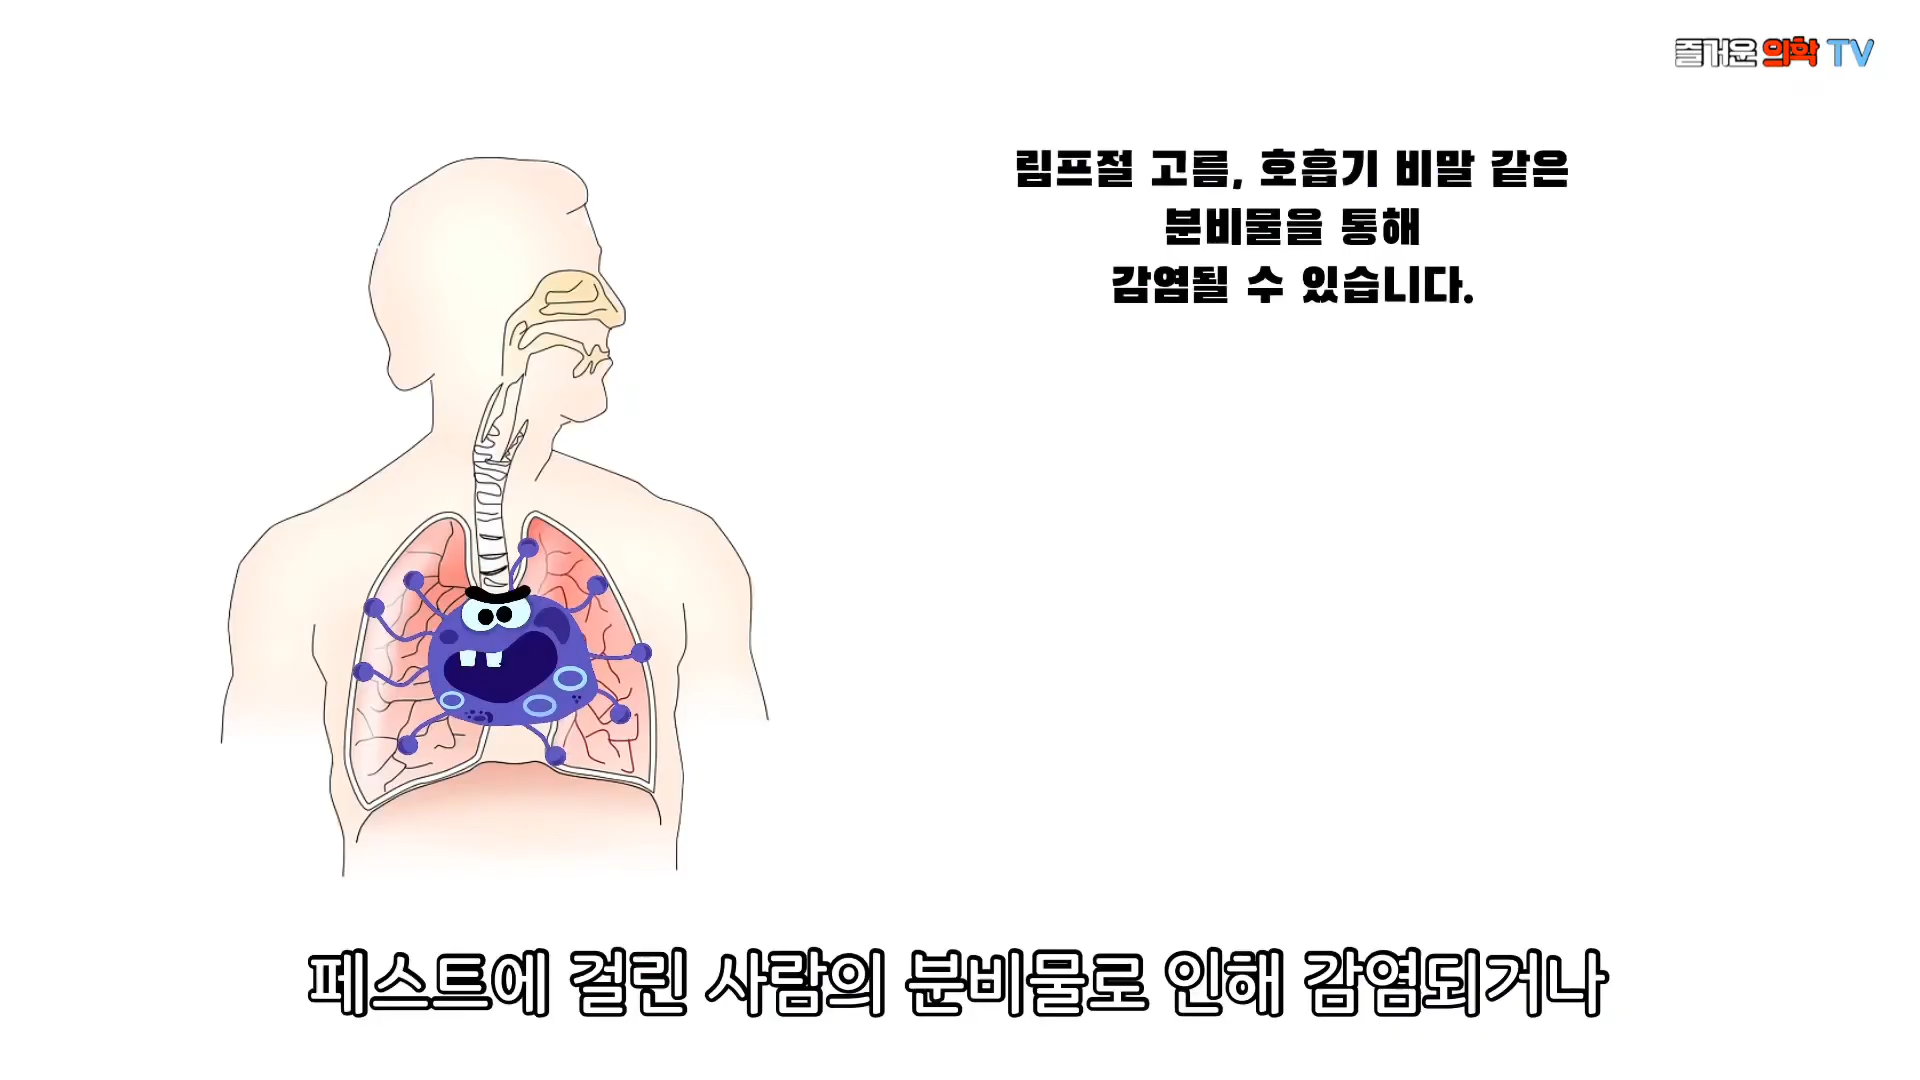 즐거운 의학 TV
림프절 고름, 호흡기 비말 같은
분비물을 통해
감염될 수 있습니다.
페스트에 걸린 사람의 분비물로 인해 감염되거나